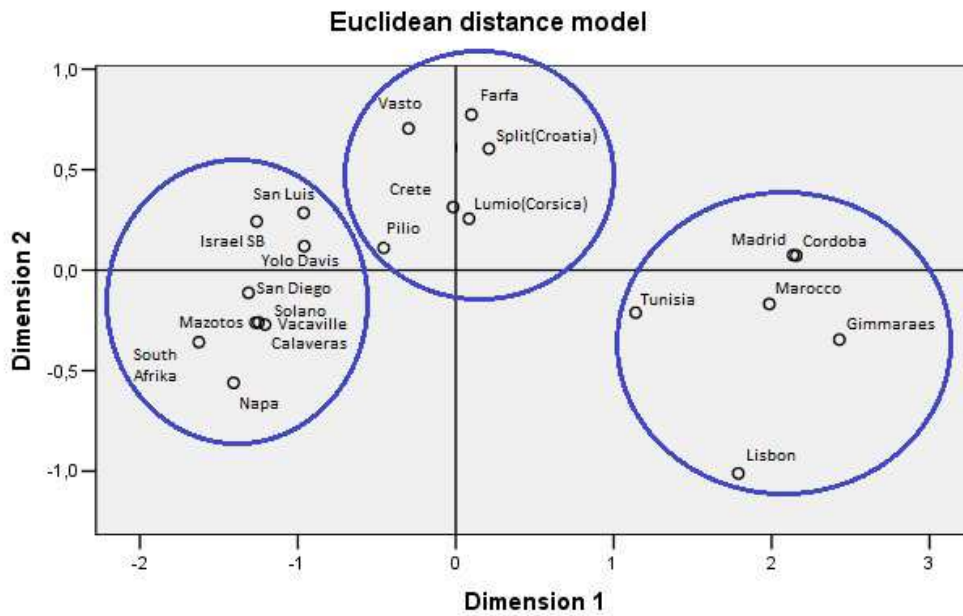 Euclidean distance model
1,0
0,5
0,0
-0,5
-1,0
Dimension 2
Vasto
Farfa
Split(Croatia)
Crete
Lumio(Corsica)
Pilio
San Luis
Israel SB
Yolo Davis
San Diego
Solano
Mazotos
Vacaville
Calaveras
South
Afrika
Napa
Madrid
Cordoba
Tunisia
Marocco
Gimmaraes
Lisbon
-2
-1
0
1
2
3
Dimension 1